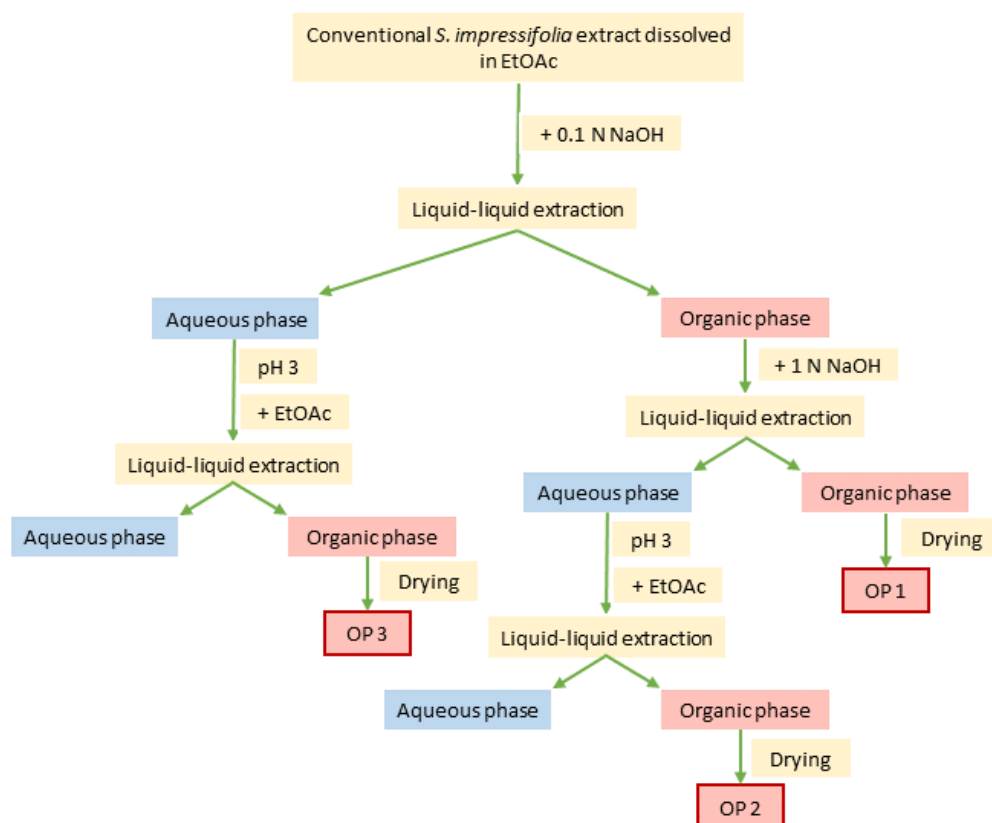 Conventional S. impressifolia extract dissolved
in EtOAc
+ 0.1 N NaOH
Liquid-liquid extraction
Aqueous phase
Organic phase
pH 3
+ 1 N NaOH
+ EtOAc
Liquid-liquid extraction
Liquid-liquid extraction
Aqueous phase
Organic phase
Aqueous phase
Organic phase
pH 3
Drying
Drying
+ EtOAc
OP 1
OP 3
Liquid-liquid extraction
Aqueous phase
Organic phase
Drying
OP 2